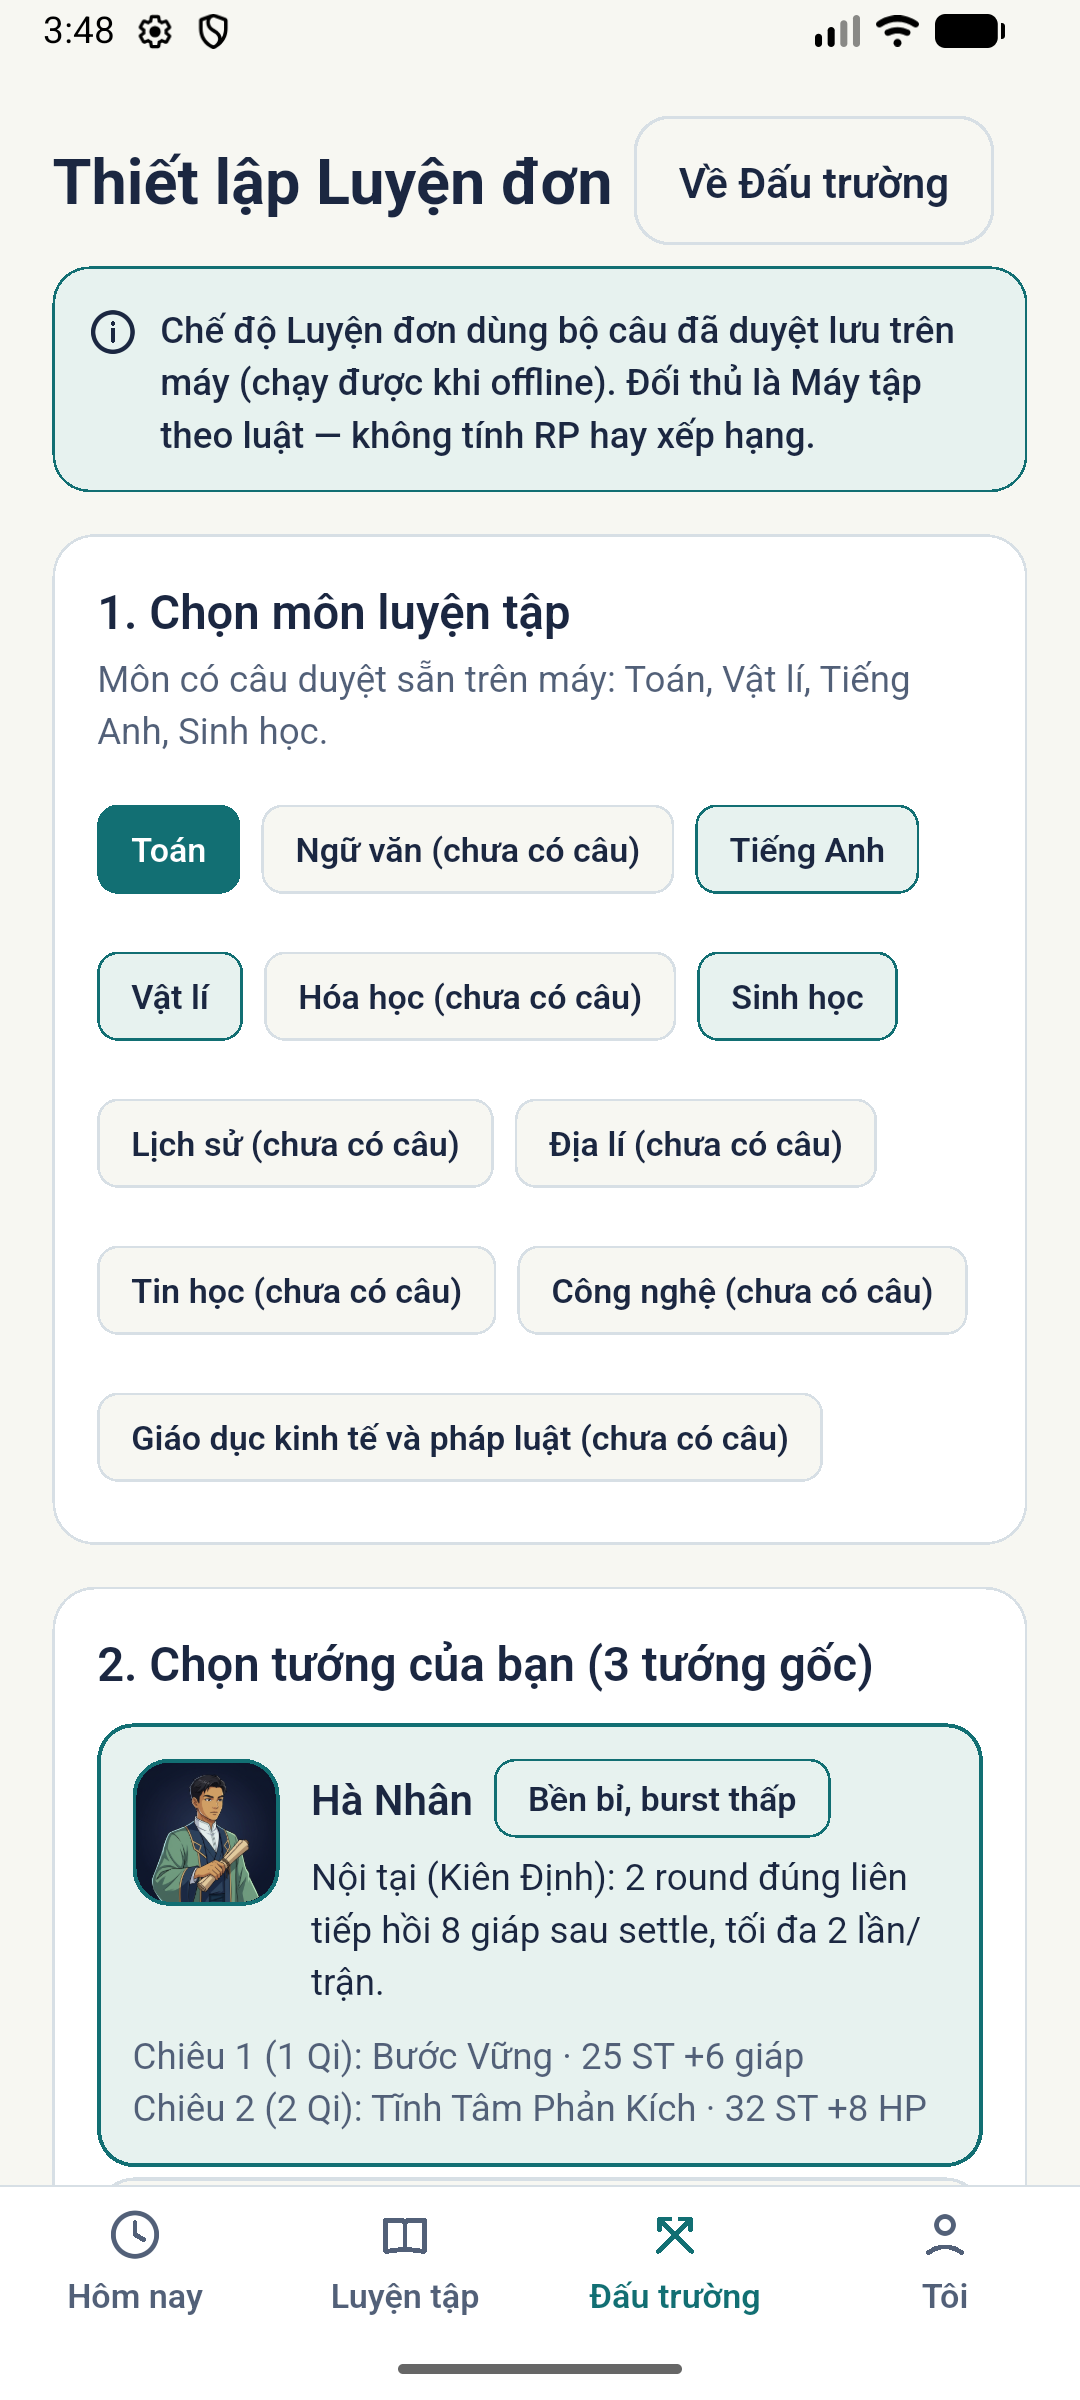 3:48
Thiết lập Luyện đơn
Về Đấu trường
Chế độ Luyện đơn dùng bộ câu đã duyệt lưu trên
máy (chạy được khi offline). Đối thủ là Máy tập
theo luật — không tính RP hay xếp hạng.
1. Chọn môn luyện tập
Môn có câu duyệt sẵn trên máy: Toán, Vật lí, Tiếng
Anh, Sinh học.
Toán
Ngữ văn (chưa có câu)
Tiếng Anh
Vật lí
Hóa học (chưa có câu)
Sinh học
Lịch sử (chưa có câu)
Địa lí (chưa có câu)
Tin học (chưa có câu)
Công nghệ (chưa có câu)
Giáo dục kinh tế và pháp luật (chưa có câu)
2. Chọn tướng của bạn (3 tướng gốc)
Hà Nhân
Bền bỉ, burst thấp
Nội tại (Kiên Định): 2 round đúng liên
tiếp hồi 8 giáp sau settle, tối đa 2 lần/
trận.
Chiêu 1 (1 Qi): Bước Vững · 25 ST +6 giáp
Chiêu 2 (2 Qi): Tĩnh Tâm Phản Kích · 32 ST +8 HP
Hôm nay
Luyện tập
Đấu trường
Tôi